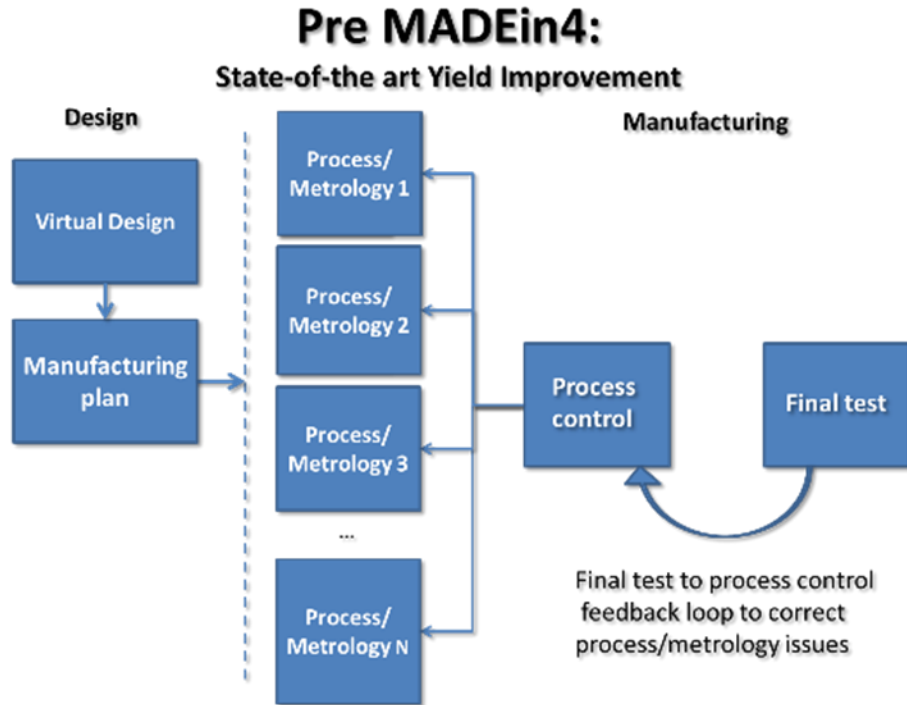 Pre MADEin4:
State-of-the art Yield Improvement
Design
Manufacturing
Virtual Design
Manufacturing
plan
Process/
Metrology 1
Process/
Metrology 2
Process/
Metrology 3
...
Process/
Metrology N
Process
control
Final test
Final test to process control
feedback loop to correct
process/metrology issues